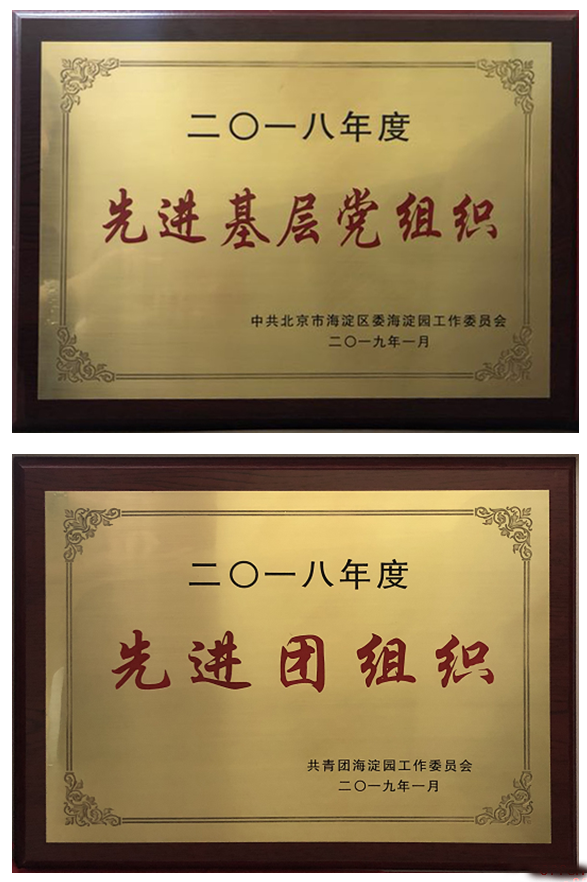 二〇一八年度
先进基层党组织
中共北京市海淀区委海淀园工作委员会
二〇一九年一月
二〇一八年度
先进团组织
共青团海淀园工作委员会
二〇一九年一月